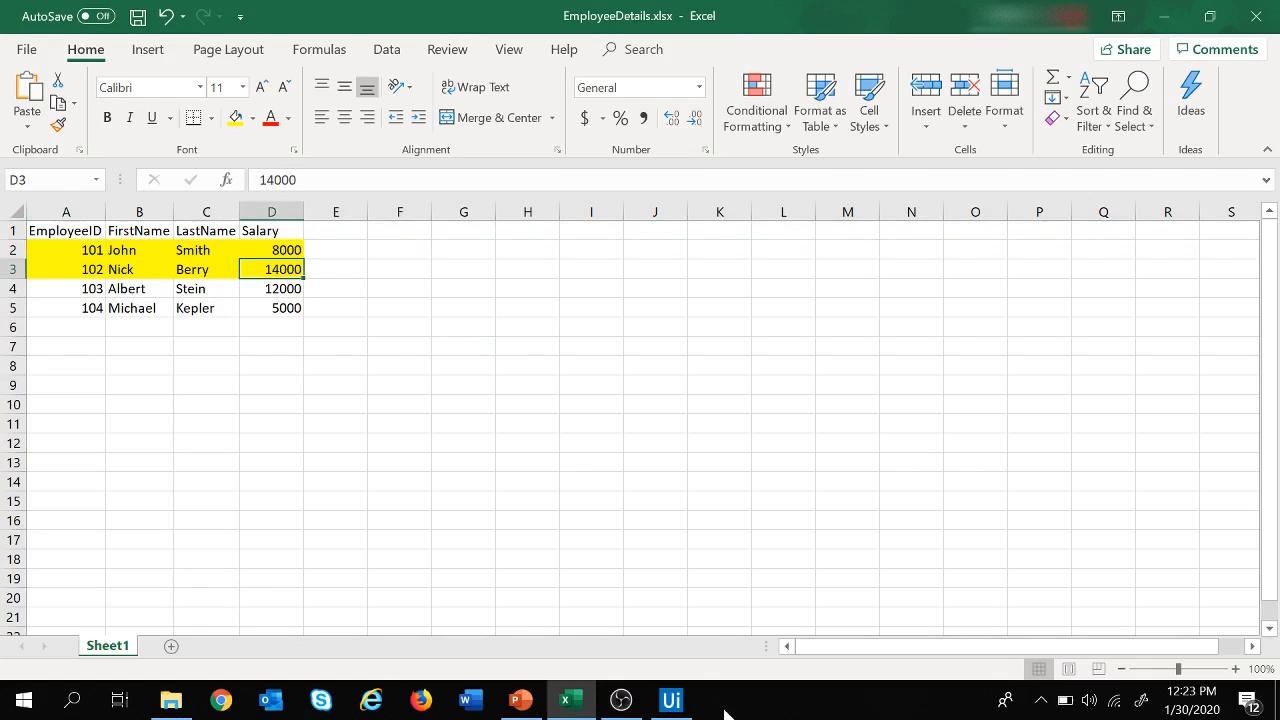 AutoSave Off EmployeeDetails.xlsx - Excel
File Home Insert Page Layout Formulas Data Review View Help Search Share Comments
Paste
Clipboard
Calibri 11
B I U A
Font
Wrap Text
Merge & Center
Alignment
General
$ % ,
Number
Conditional Formatting
Format as Table
Cell Styles
Styles
Insert Delete Format
Cells
Sort & Filter
Find & Select
Editing
Ideas
Ideas
D3 fx 14000
A B C D E F G H I J K L M N O P Q R S
1 EmployeeID FirstName LastName Salary
2 101 John Smith 8000
3 102 Nick Berry 14000
4 103 Albert Stein 12000
5 104 Michael Kepler 5000
6
7
8
9
10
11
12
13
14
15
16
17
18
19
20
21
Sheet1
100%
Ui 12:23 PM
1/30/2020 12